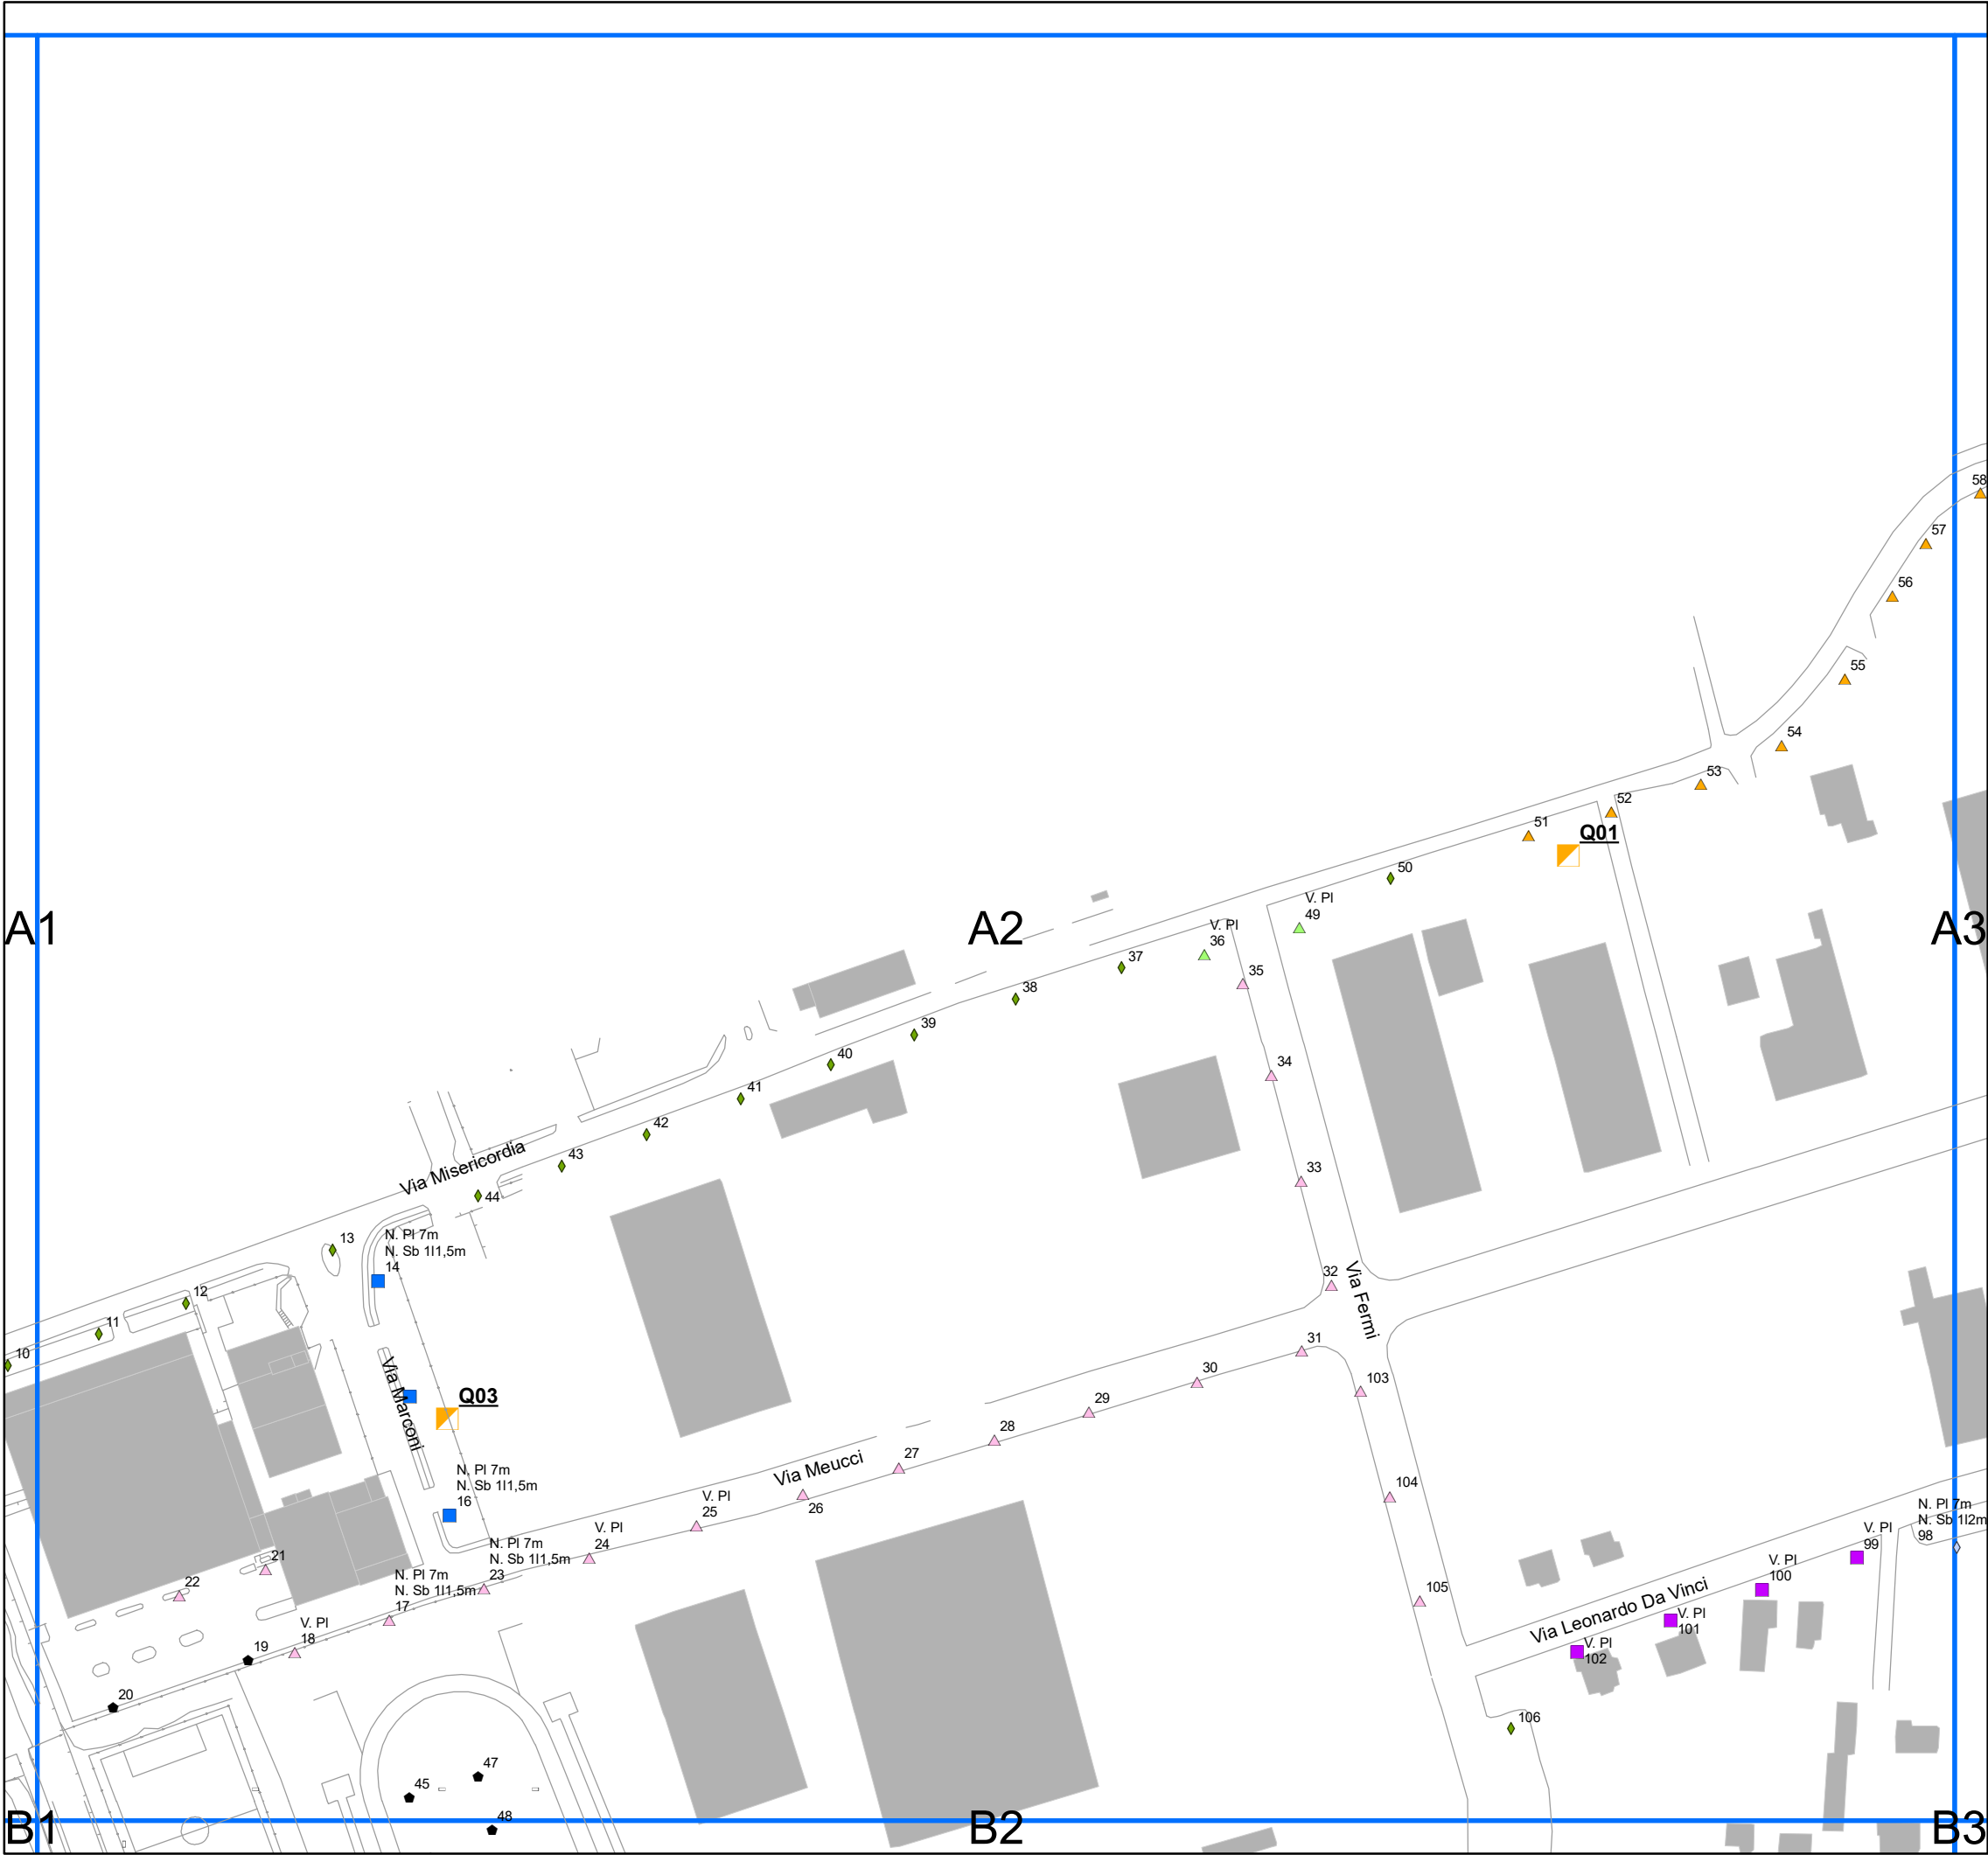 58
57
56
55
54
53
52
51
Q01
50
V. Pl
49
A1
A2
A3
V. Pl
36
37
35
38
39
40
34
41
42
Via Misericordia
43
33
44
13
N. Pl 7m
N. Sb 1l1,5m
14
32
Via Fermi
12
11
31
10
30
103
Via Marconi
Q03
29
28
27
Via Meucci
N. Pl 7m
N. Sb 1l1,5m
16
104
26
V. Pl
25
N. Pl 7m
N. Sb 1l2m
98
V. Pl
24
V. Pl
99
N. Pl 7m
N. Sb 1l1,5m
23
21
V. Pl
100
22
N. Pl 7m
N. Sb 1l1,5m
17
105
Via Leonardo Da Vinci
V. Pl
101
V. Pl
18
19
V. Pl
102
20
106
47
45
48
B1
B2
B3